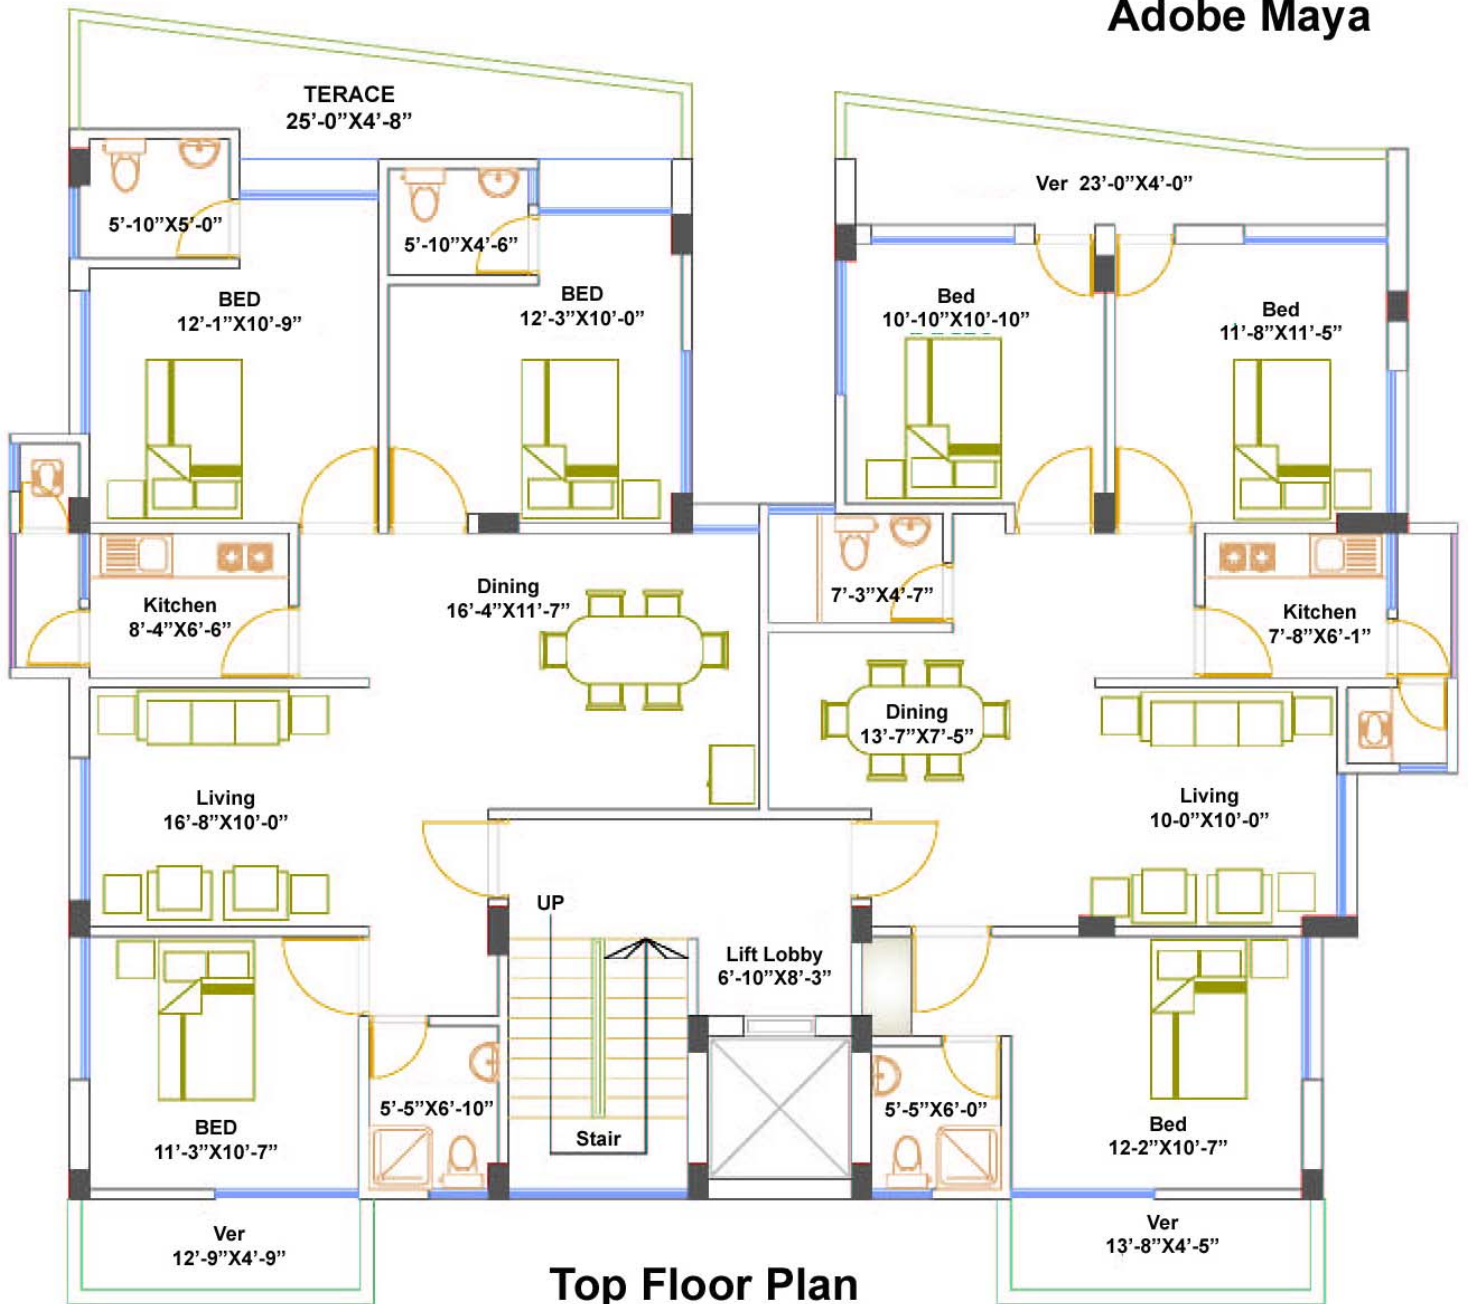 Adobe Maya
TERACE
25’-0”X4’-8”
Ver 23’-0”X4’-0”
5’-10”X5’-0”
5’-10”X4’-6”
BED
12’-1”X10’-9”
BED
12’-3”X10’-0”
Bed
10’-10”X10’-10”
Bed
11’-8”X11’-5”
Kitchen
8’-4”X6’-6”
Dining
16’-4”X11’-7”
7’-3”X4’-7”
Kitchen
7’-8”X6’-1”
Dining
13’-7”X7’-5”
Living
16’-8”X10’-0”
Living
10-0”X10’-0”
UP
Lift Lobby
6’-10”X8’-3”
BED
11’-3”X10’-7”
5’-5”X6’-10”
Stair
5’-5”X6’-0”
Bed
12-2”X10’-7”
Ver
12’-9”X4’-9”
Ver
13’-8”X4’-5”
Top Floor Plan